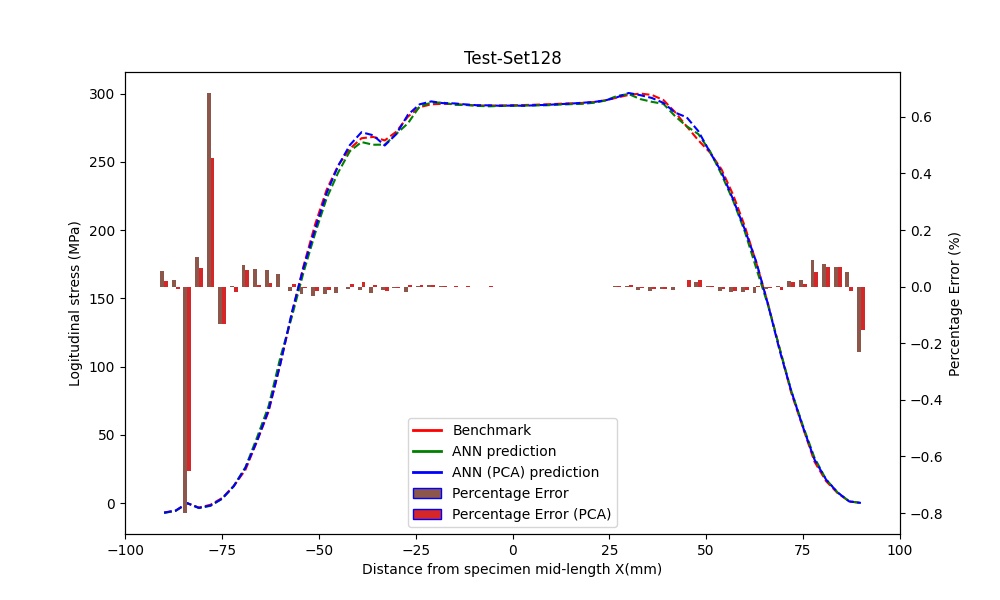 Test-Set128
Logitudinal stress (MPa)
300
250
200
150
100
50
0
0.6
0.4
0.2
0.0
−0.2
−0.4
−0.6
−0.8
Percentage Error (%)
Benchmark
ANN prediction
ANN (PCA) prediction
Percentage Error
Percentage Error (PCA)
−100 −75 −50 −25 0 25 50 75 100
Distance from specimen mid-length X(mm)